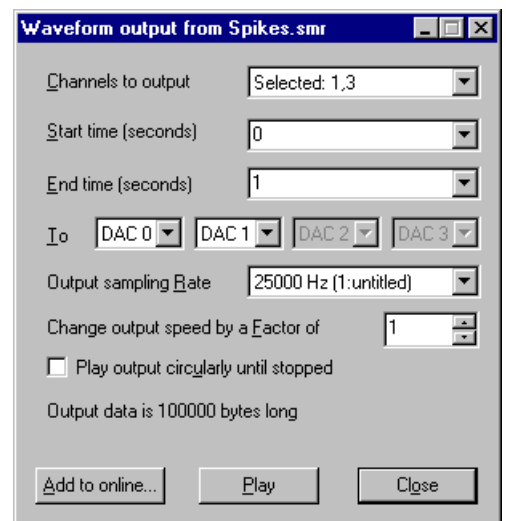 Waveform output from Spikes.smr
Channels to output Selected: 1,3
Start time (seconds) 0
End time (seconds) 1
To DAC 0 DAC 1 DAC 2 DAC 3
Output sampling Rate 25000 Hz (1:untitled)
Change output speed by a Factor of 1
Play output circularly until stopped
Output data is 100000 bytes long
Add to online... Play Close